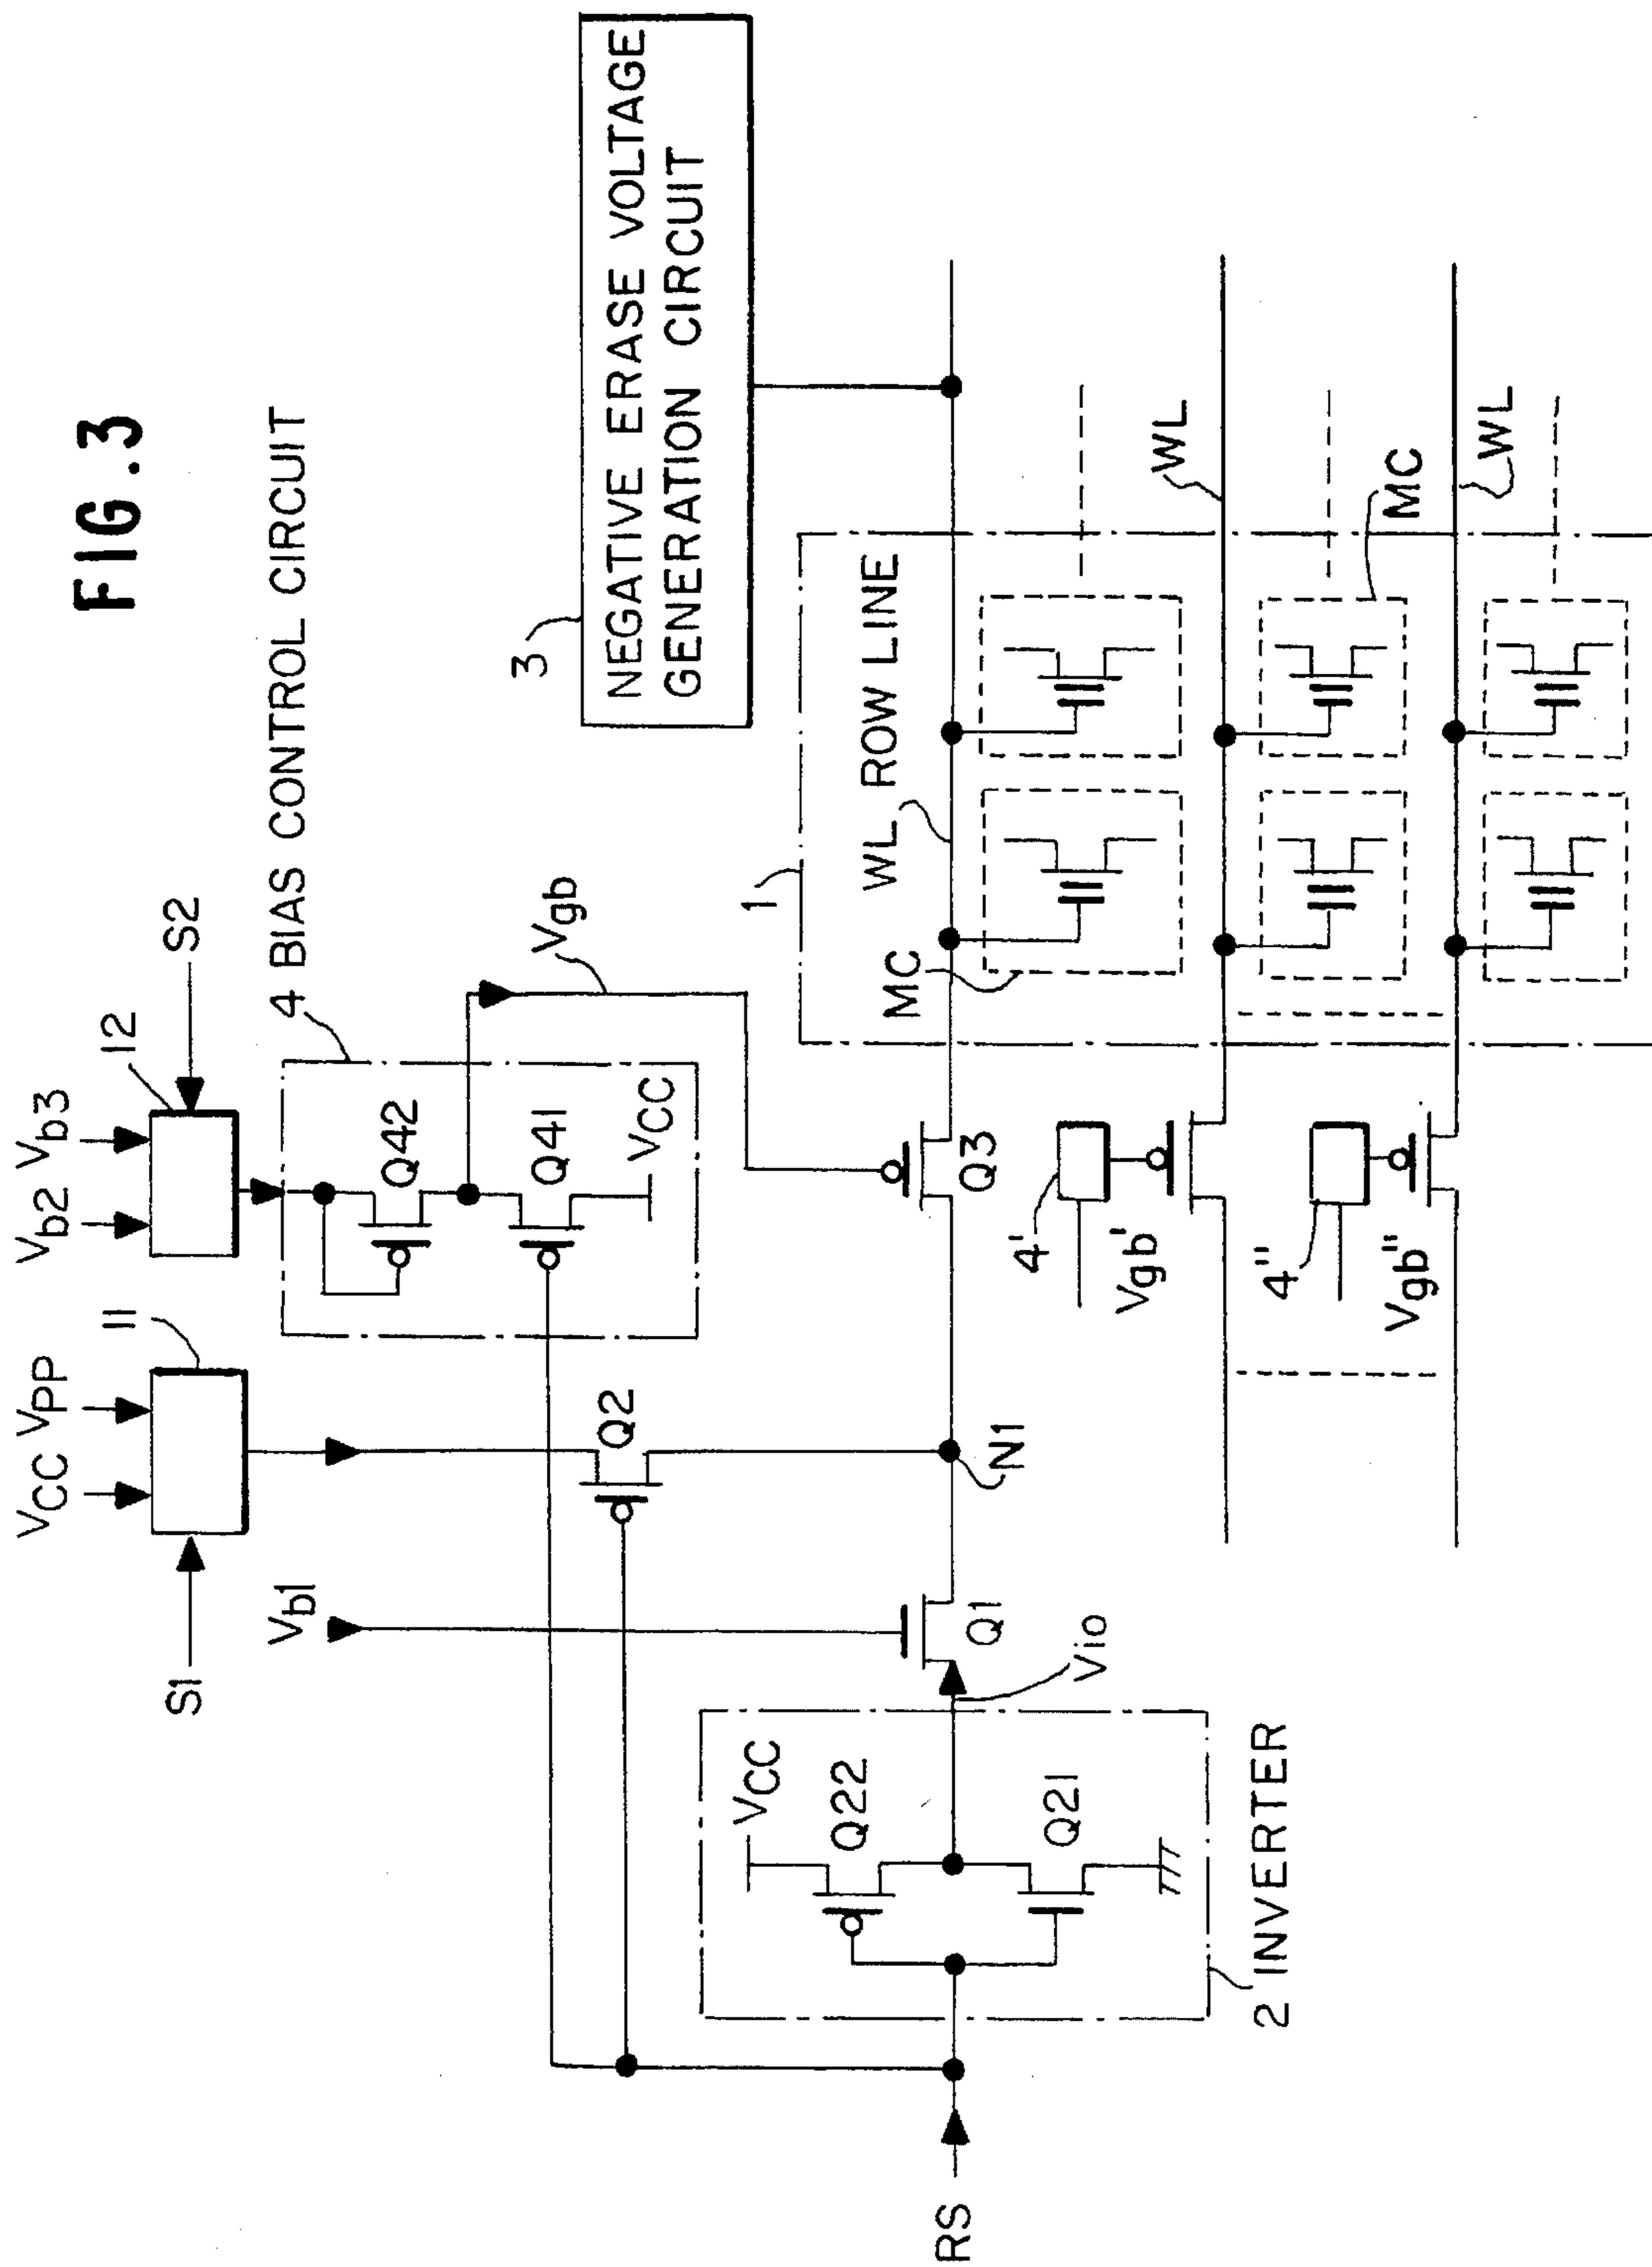 FIG.3
VCC VPP
Vb2 Vb3
S1
11
12
S2
Vb1
4 BIAS CONTROL CIRCUIT
Q42
Q41
VCC
Vgb
Q2
3
NEGATIVE ERASE VOLTAGE
GENERATION CIRCUIT
VCC
Q22
Q21
2 INVERTER
RS
Vio
Q1
N1
Q3
1
WL ROW LINE
MC
4'
Vgb'
WL
MC
4"
Vgb"
WL